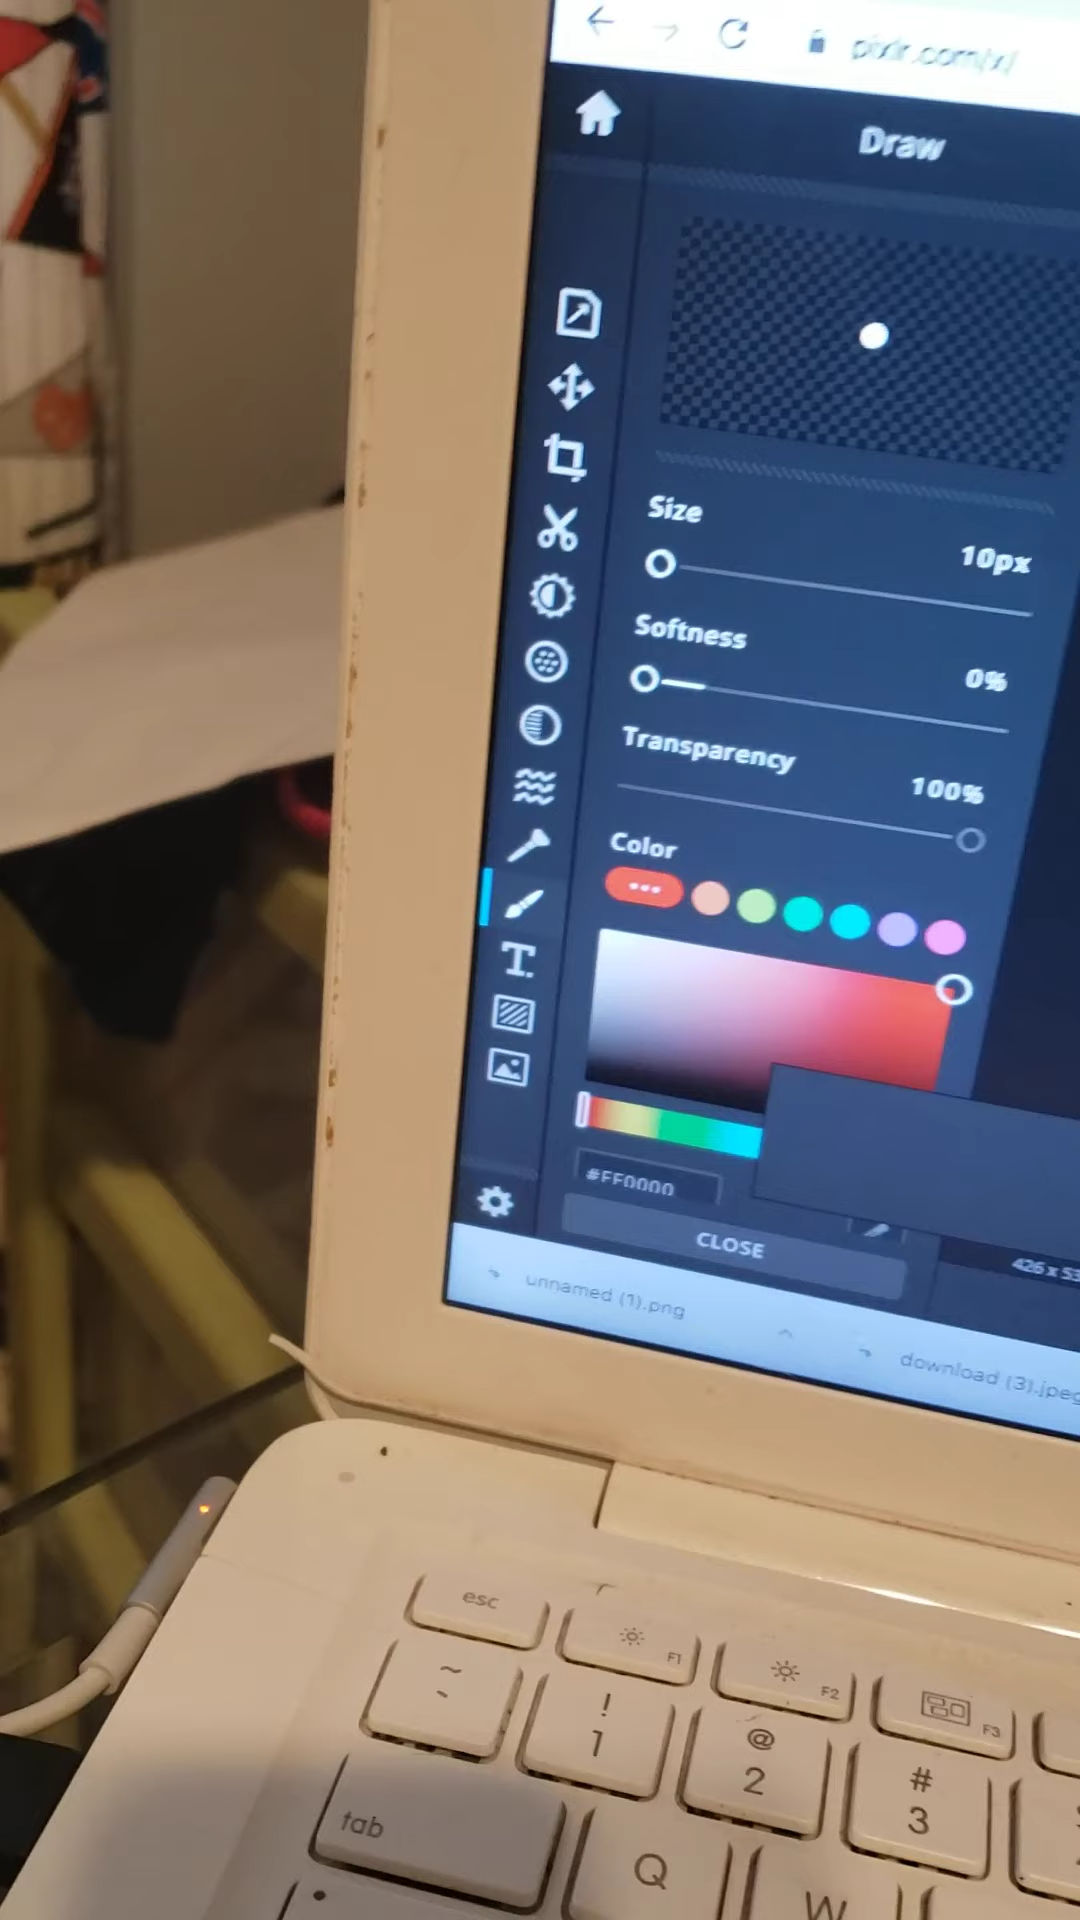 pixlr.com/x/
Draw
Size
10px
Softness
0%
Transparency
100%
Color
T
#FF0000
CLOSE
426 x 53
unnamed (1).png
download (3).jpeg
esc
F1
F2
F3
~
`
!
1
@
2
#
3
tab
Q
W